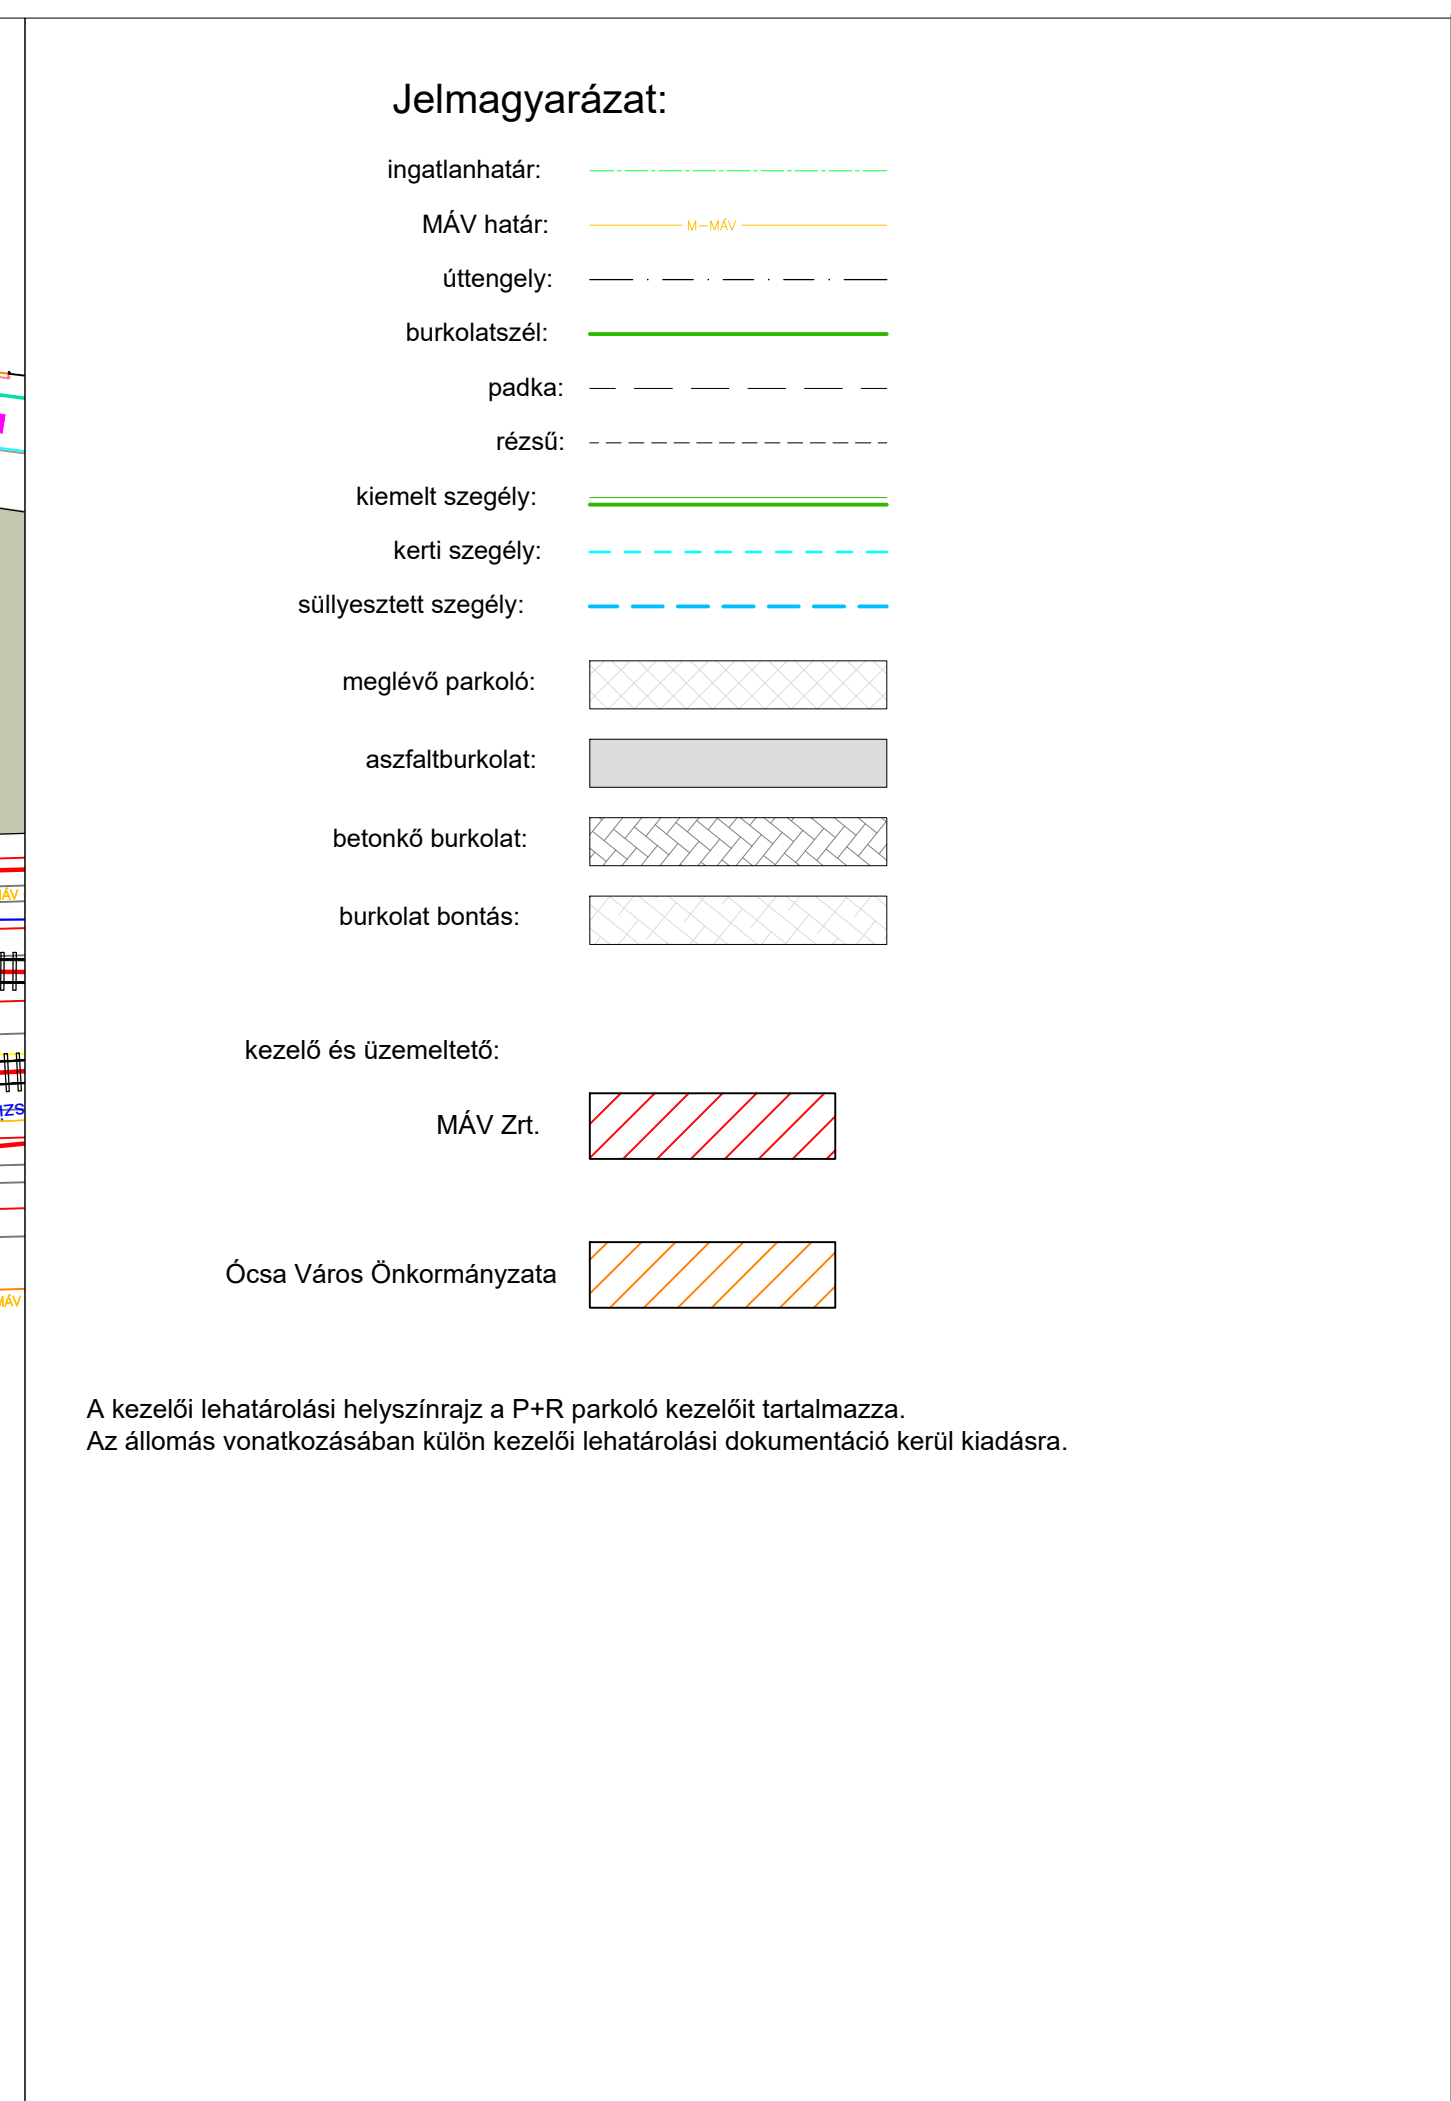 Jelmagyarázat:
ingatlanhatár:
MÁV határ:
M-MÁV
úttengely:
burkolatszél:
padka:
rézsű:
kiemelt szegély:
kerti szegély:
süllyesztett szegély:
meglévő parkoló:
aszfaltburkolat:
betonkő burkolat:
burkolat bontás:
kezelő és üzemeltető:
MÁV Zrt.
Ócsa Város Önkormányzata
A kezelői lehatárolási helyszínrajz a P+R parkoló kezelőit tartalmazza.
Az állomás vonatkozásában külön kezelői lehatárolási dokumentáció kerül kiadásra.